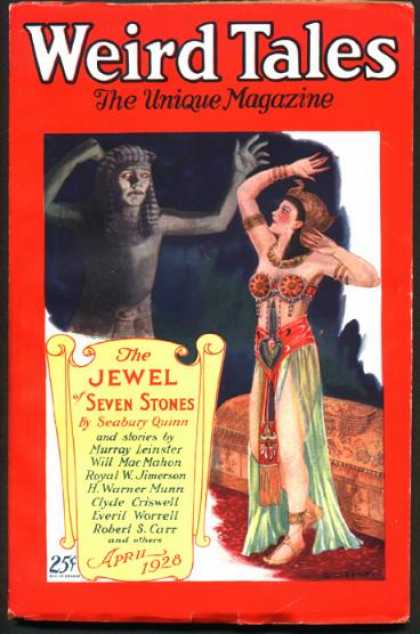 Weird Tales
The Unique Magazine
The
JEWEL
of SEVEN STONES
By Seabury Quinn
and stories by
Murray Leinster
Will MacMahon
Royal W. Jimerson
H. Warner Munn
Clyde Criswell
Everil Worrell
Robert S. Carr
and others
APRIL—1928
25¢